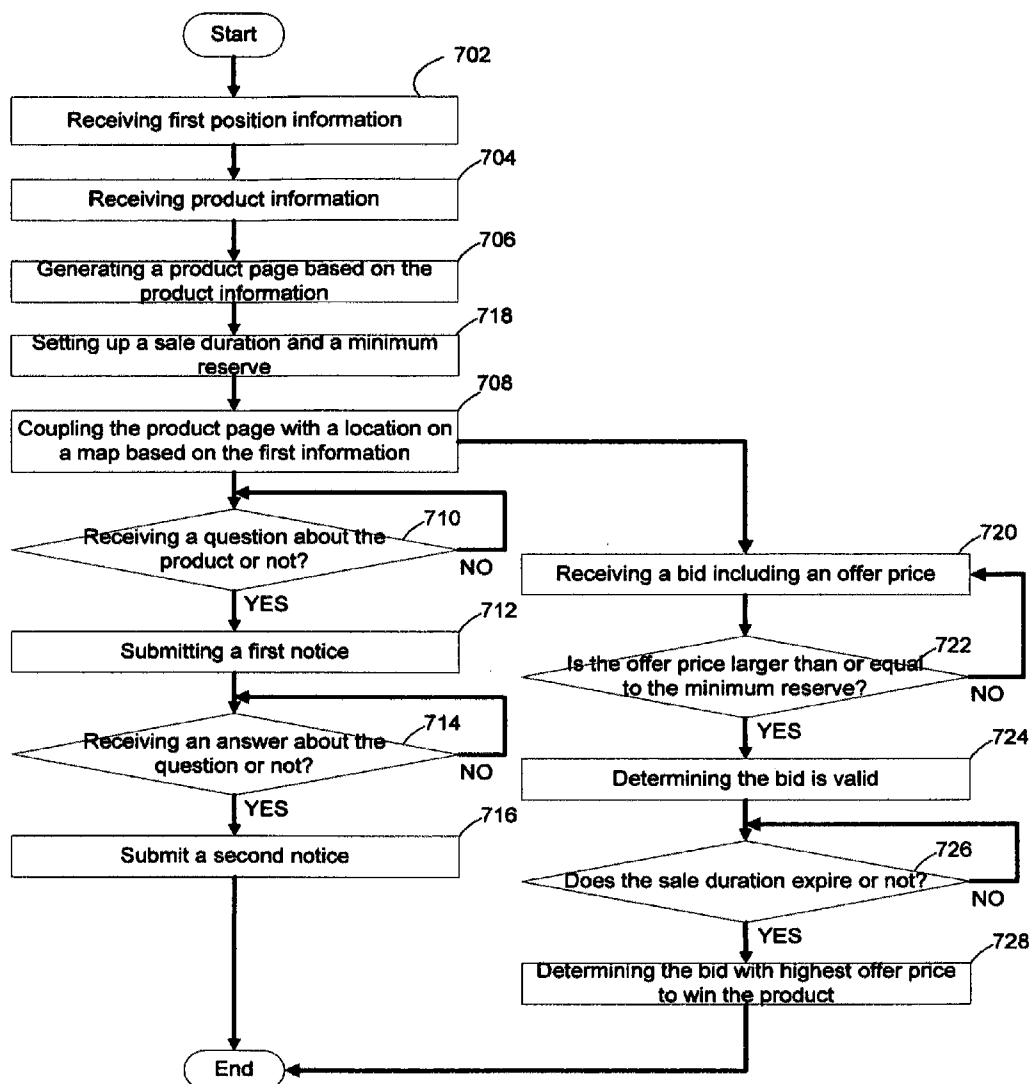 Start
702
Receiving first position information
704
Receiving product information
706
Generating a product page based on the
product information
718
Setting up a sale duration and a minimum
reserve
708
Coupling the product page with a location on
a map based on the first information
710
Receiving a question about the
product or not?
NO
YES
712
Submitting a first notice
714
Receiving an answer about the
question or not?
NO
YES
716
Submit a second notice
720
Receiving a bid including an offer price
722
Is the offer price larger than or equal
to the minimum reserve?
NO
YES
724
Determining the bid is valid
726
Does the sale duration expire or not?
NO
YES
728
Determining the bid with highest offer price
to win the product
End